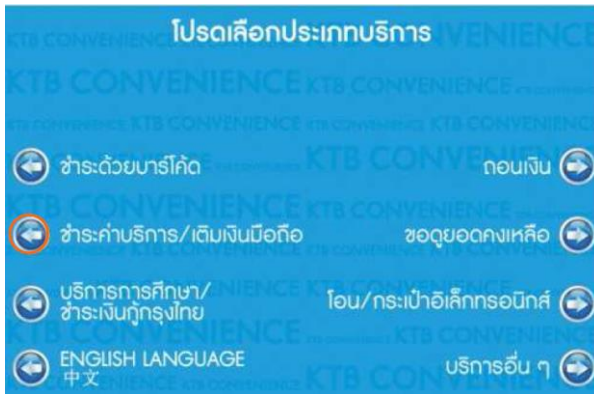 โปรดเลือกประเภทบริการ
ชำระด้วยบาร์โค้ด
ถอนเงิน
ชำระค่าบริการ/เติมเงินมือถือ
ขอดูยอดคงเหลือ
บริการการศึกษา/
ชำระเงินกู้กรุงไทย
โอน/กระเป๋าอิเล็กทรอนิกส์
ENGLISH LANGUAGE
中文
บริการอื่น ๆ
KTB CONVENIENCE